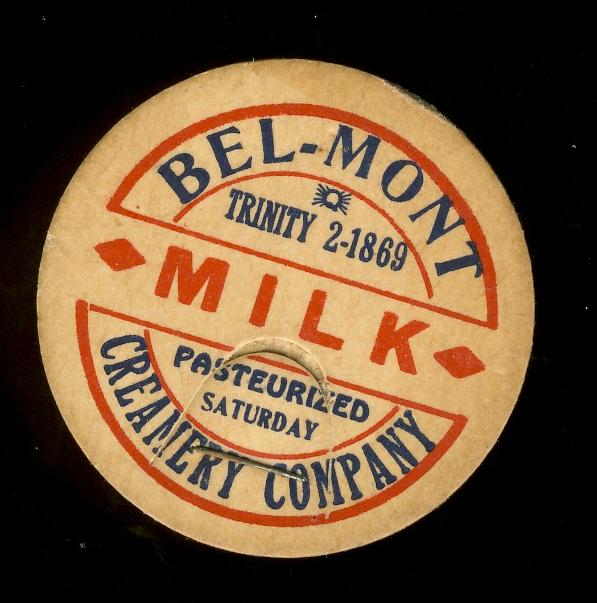 BEL-MONT
TRINITY 2-1869
MILK
PASTEURIZED
SATURDAY
CREAMERY COMPANY